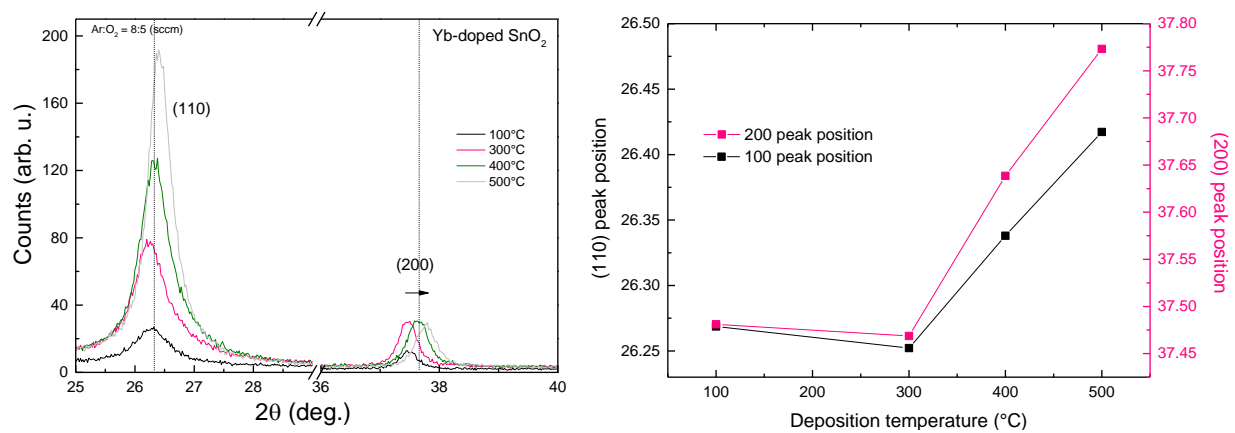 Ar:O₂ = 8:5 (sccm)
Yb-doped SnO₂
(110)
100°C
300°C
400°C
500°C
(200)
Counts (arb. u.)
200
160
120
80
40
0
25 26 27 28 36 38 40
2θ (deg.)
200 peak position
100 peak position
(110) peak position
26.50
26.45
26.40
26.35
26.30
26.25
37.80
37.75
37.70
37.65
37.60
37.55
37.50
37.45
(200) peak position
100 200 300 400 500
Deposition temperature (°C)